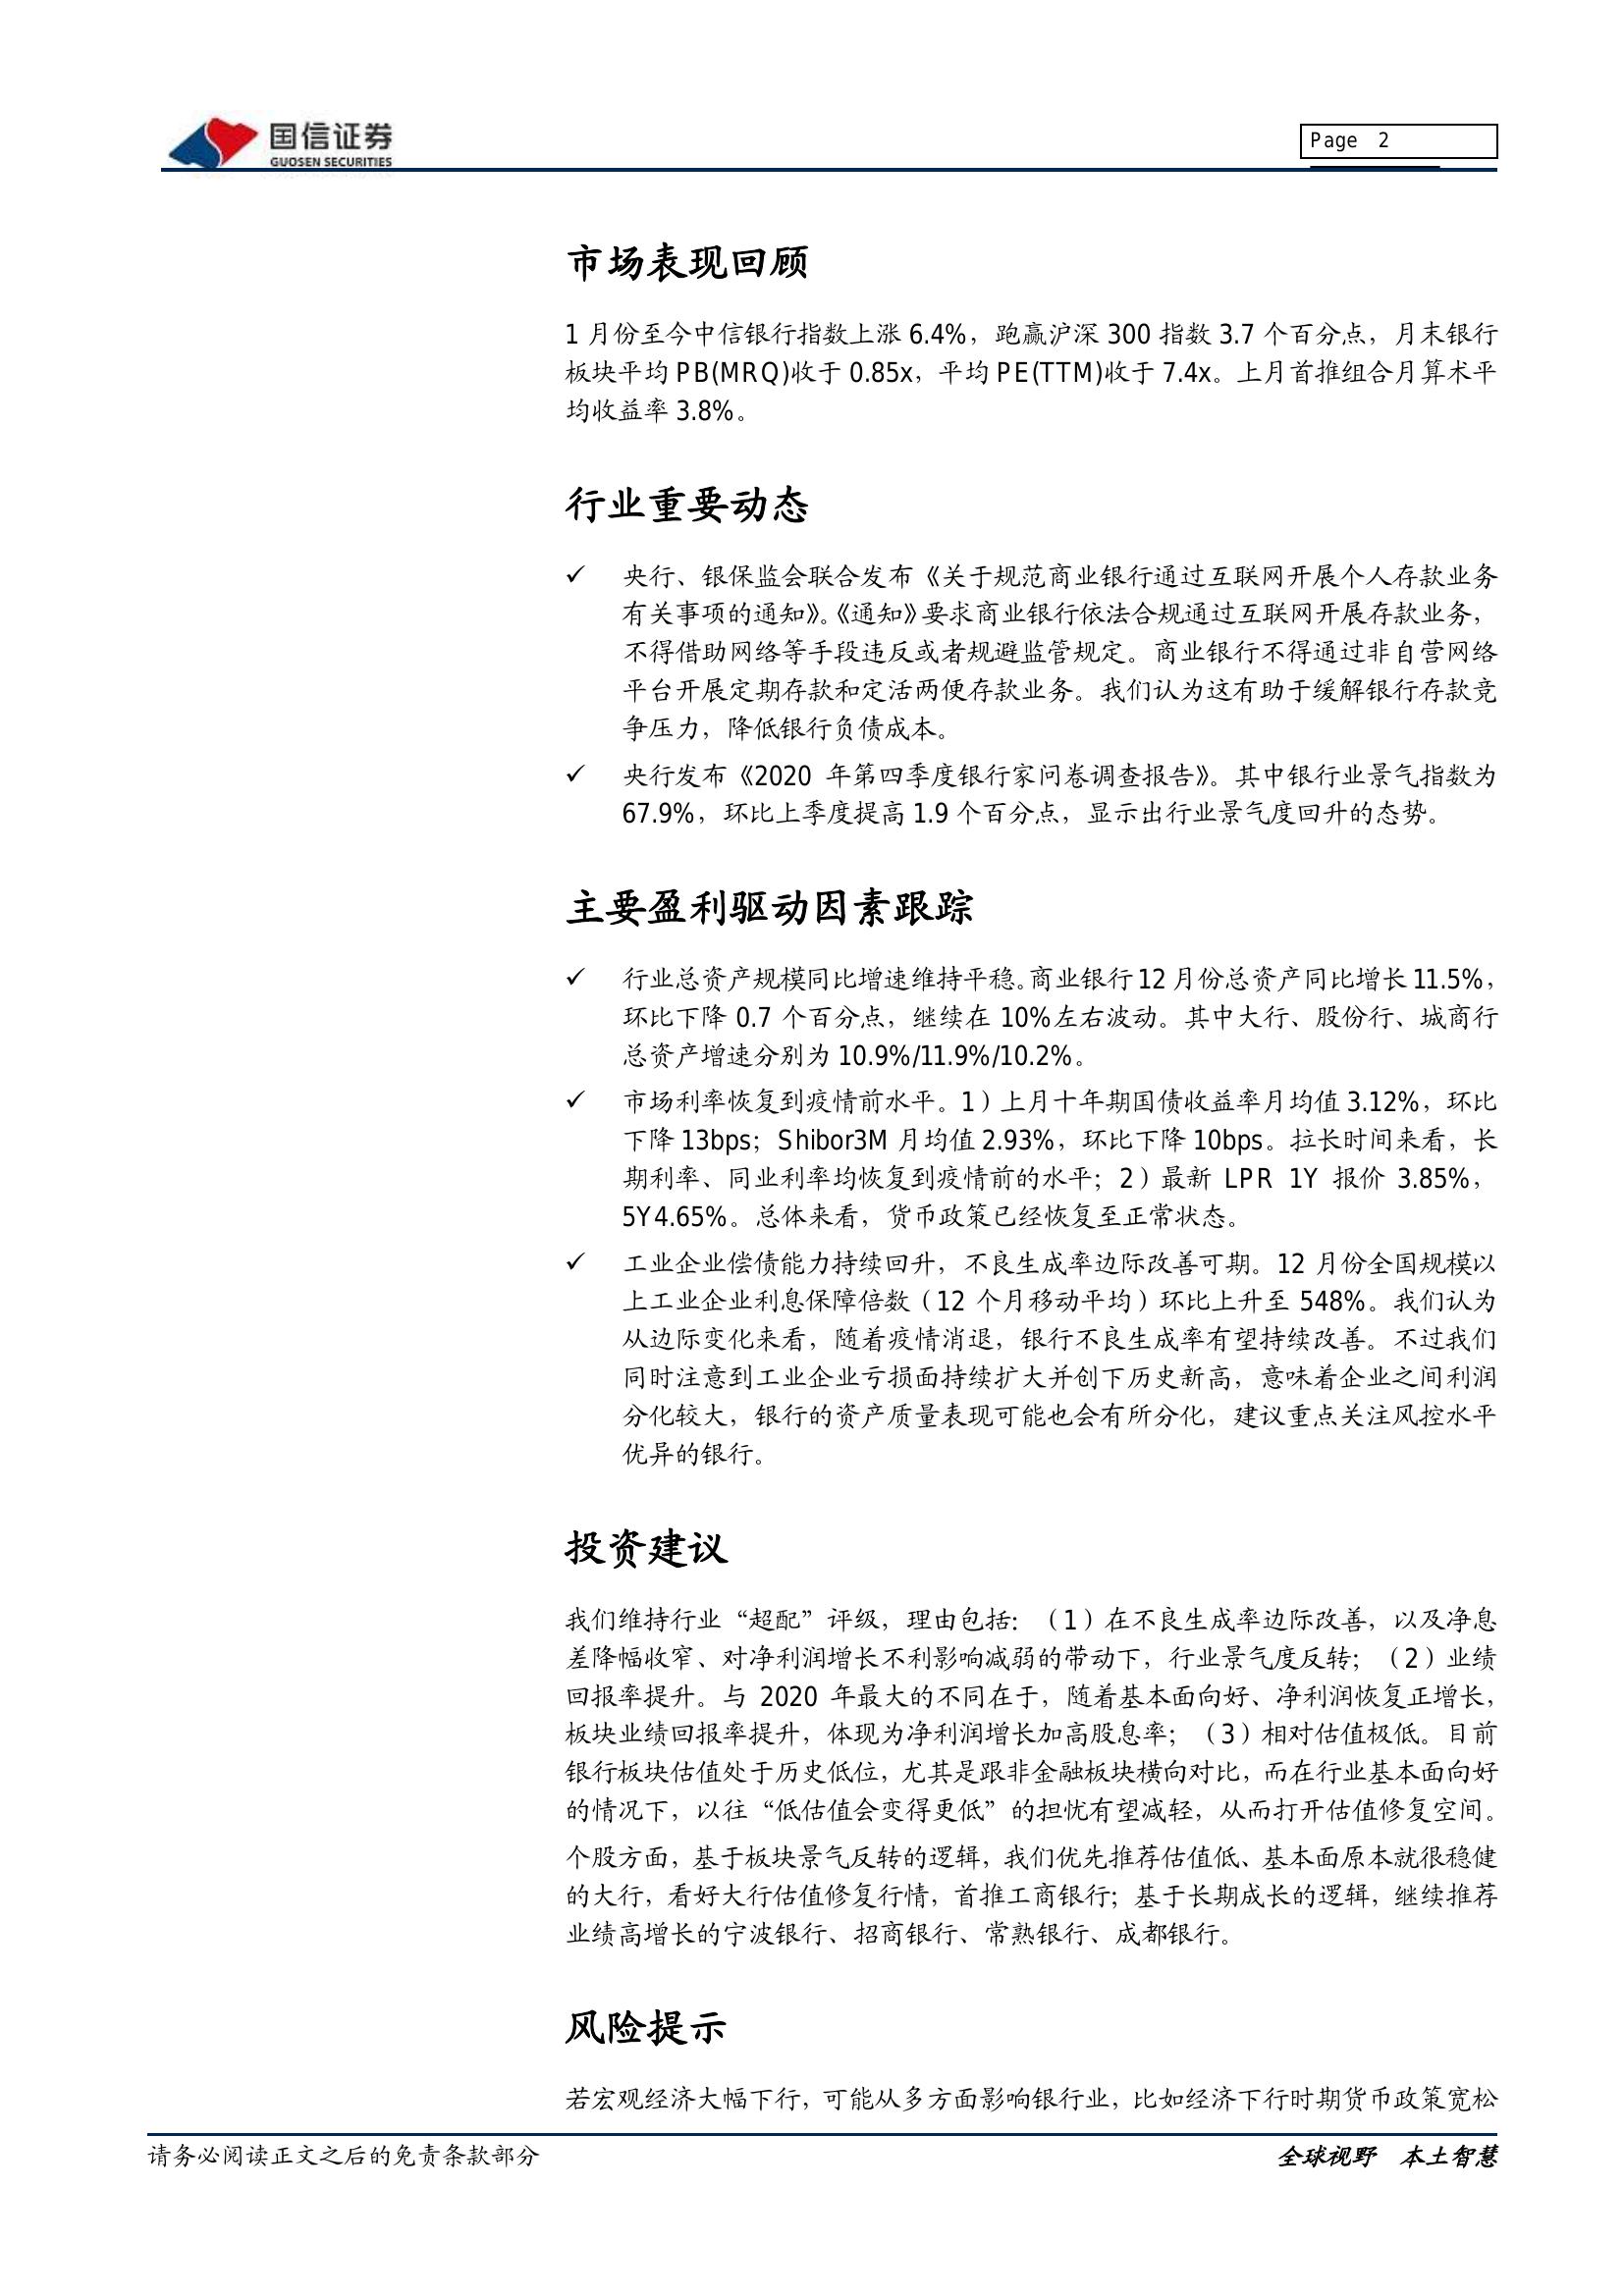 国信证券
GUOSEN SECURITIES
Page 2
市场表现回顾
1 月份至今中信银行指数上涨 6.4%，跑赢沪深 300 指数 3.7 个百分点，月末银行
板块平均 PB(MRQ)收于 0.85x，平均 PE(TTM)收于 7.4x。上月首推组合月算术平
均收益率 3.8%。
行业重要动态
✓ 央行、银保监会联合发布《关于规范商业银行通过互联网开展个人存款业务
有关事项的通知》。《通知》要求商业银行依法合规通过互联网开展存款业务，
不得借助网络等手段违反或者规避监管规定。商业银行不得通过非自营网络
平台开展定期存款和定活两便存款业务。我们认为这有助于缓解银行存款竞
争压力，降低银行负债成本。
✓ 央行发布《2020 年第四季度银行家问卷调查报告》。其中银行业景气指数为
67.9%，环比上季度提高 1.9 个百分点，显示出行业景气度回升的态势。
主要盈利驱动因素跟踪
✓ 行业总资产规模同比增速维持平稳。商业银行 12 月份总资产同比增长 11.5%，
环比下降 0.7 个百分点，继续在 10%左右波动。其中大行、股份行、城商行
总资产增速分别为 10.9%/11.9%/10.2%。
✓ 市场利率恢复到疫情前水平。1）上月十年期国债收益率月均值 3.12%，环比
下降 13bps；Shibor3M 月均值 2.93%，环比下降 10bps。拉长时间来看，长
期利率、同业利率均恢复到疫情前的水平；2）最新 LPR 1Y 报价 3.85%，
5Y4.65%。总体来看，货币政策已经恢复至正常状态。
✓ 工业企业偿债能力持续回升，不良生成率边际改善可期。12 月份全国规模以
上工业企业利息保障倍数（12 个月移动平均）环比上升至 548%。我们认为
从边际变化来看，随着疫情消退，银行不良生成率有望持续改善。不过我们
同时注意到工业企业亏损面持续扩大并创下历史新高，意味着企业之间利润
分化较大，银行的资产质量表现可能也会有所分化，建议重点关注风控水平
优异的银行。
投资建议
我们维持行业“超配”评级，理由包括：（1）在不良生成率边际改善，以及净息
差降幅收窄、对净利润增长不利影响减弱的带动下，行业景气度反转；（2）业绩
回报率提升。与 2020 年最大的不同在于，随着基本面向好、净利润恢复正增长，
板块业绩回报率提升，体现为净利润增长加高股息率；（3）相对估值极低。目前
银行板块估值处于历史低位，尤其是跟非金融板块横向对比，而在行业基本面向好
的情况下，以往“低估值会变得更低”的担忧有望减轻，从而打开估值修复空间。
个股方面，基于板块景气反转的逻辑，我们优先推荐估值低、基本面原本就很稳健
的大行，看好大行估值修复行情，首推工商银行；基于长期成长的逻辑，继续推荐
业绩高增长的宁波银行、招商银行、常熟银行、成都银行。
风险提示
若宏观经济大幅下行，可能从多方面影响银行业，比如经济下行时期货币政策宽松
请务必阅读正文之后的免责条款部分
全球视野 本土智慧